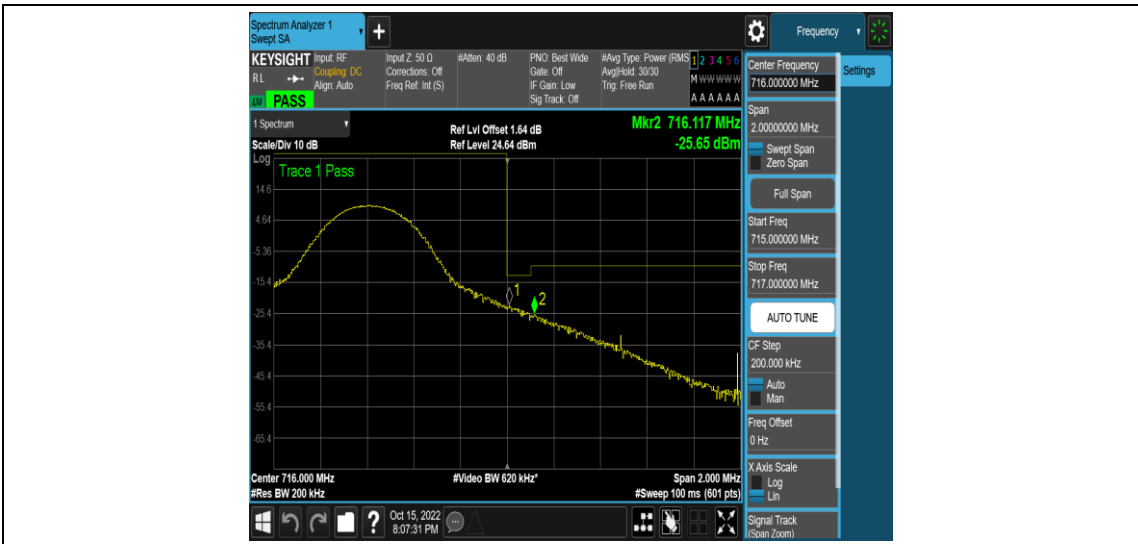 Spectrum Analyzer 1
Swept SA
+
Frequency
KEYSIGHT
RL
LXI PASS
Input: RF
Coupling: DC
Align: Auto
Input Z: 50 Ω
Corrections: Off
Freq Ref: Int (S)
#Atten: 40 dB
PNO: Best Wide
Gate: Off
IF Gain: Low
Sig Track: Off
#Avg Type: Power (RMS
Avg|Hold: 30/30
Trig: Free Run
1 2 3 4 5 6
M W W W W W
A A A A A A
1 Spectrum
Scale/Div 10 dB
Ref Lvl Offset 1.64 dB
Ref Level 24.64 dBm
Mkr2 716.117 MHz
-25.65 dBm
Log
Trace 1 Pass
14.6
4.64
-5.36
-15.4
-25.4
-35.4
-45.4
-55.4
-65.4
1
2
Center 716.000 MHz
#Res BW 200 kHz
#Video BW 620 kHz*
Span 2.000 MHz
#Sweep 100 ms (601 pts)
?
Oct 15, 2022
8:07:31 PM
Center Frequency
716.000000 MHz
Settings
Span
2.00000000 MHz
Swept Span
Zero Span
Full Span
Start Freq
715.000000 MHz
Stop Freq
717.000000 MHz
AUTO TUNE
CF Step
200.000 kHz
Auto
Man
Freq Offset
0 Hz
X Axis Scale
Log
Lin
Signal Track
(Span Zoom)